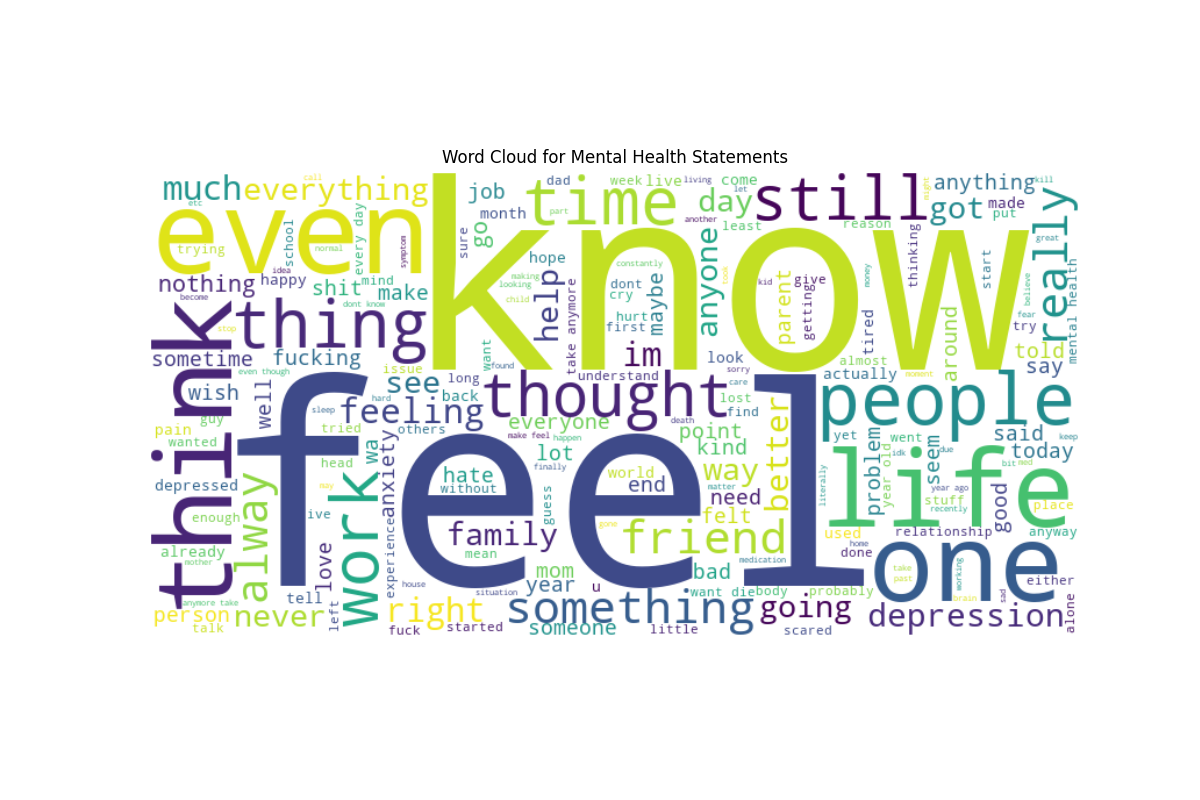 Word Cloud for Mental Health Statements
much
everything
call
etc
even
trying
know
job
dad
week
live
living
come
let
time
day
still
anything
skill
month
part
another
least
reason
got
made
put
night
really
school
every day
normal
symptom
sure
go
great
idea
nothing
happy
mind
become
shit
make
dont know
hope
making
looking
constantly
dont
cry
child
hurt
first
help
take anymore
maybe
anyone
took
kid
parent
give
getting
money
thinking
start
believe
fear
try
mental health
tired
around
told
think
stop
thing
sometime
fucking
im
look
almost
say
even though
issue
want
found
understand
sorry
care
actually
moment
wish
well
see
long
back
thought
lost
find
people
feel
sleep
hard
feeling
guy
pain
wanted
tried
others
everyone
make feel
happen
death
point
kind
better
yet
went
said
keep
today
wa
anxiety
problem
idk
due
seem
bit
med
head
lot
finally
hate
without
world
end
way
matter
literally
year old
life
year ago
stuff
recently
good
place
depressed
need
enough
may
ive
always
work
experience
guess
felt
gone
family
friend
used
relationship
anyway
already
love
mean
mom
medication
home
done
one
bad
house
situation
year
u
want die
body
probably
take
past
working
brain
sad
either
anymore take
tell
person
never
left
right
something
going
depression
alone
talk
fuck
started
someone
little
scared